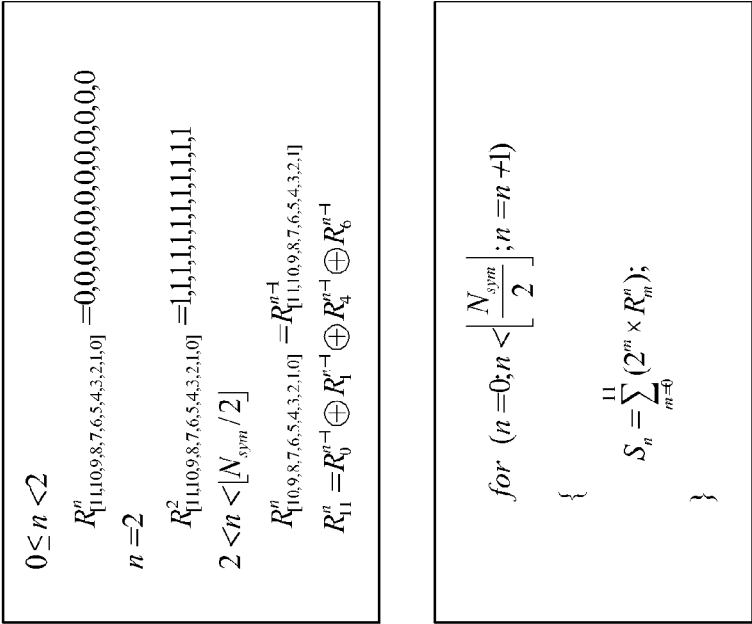 0≤n<2
R^n_[11,10,9,8,7,6,5,4,3,2,1,0] =0,0,0,0,0,0,0,0,0,0,0,0
n=2
R^2_[11,10,9,8,7,6,5,4,3,2,1,0] =1,1,1,1,1,1,1,1,1,1,1,1
2<n<⌊N_sym/2⌋
R^n_[10,9,8,7,6,5,4,3,2,1,0] =R^{n-1}_[11,10,9,8,7,6,5,4,3,2,1]
R^n_11 =R^{n-1}_0⊕R^{n-1}_1⊕R^{n-1}_4⊕R^{n-1}_6
for (n=0;n<⌈N_sym/2⌉;n=n+1)
{
S_n = ∑_{m=0}^{11} (2^m × R^n_m);
}